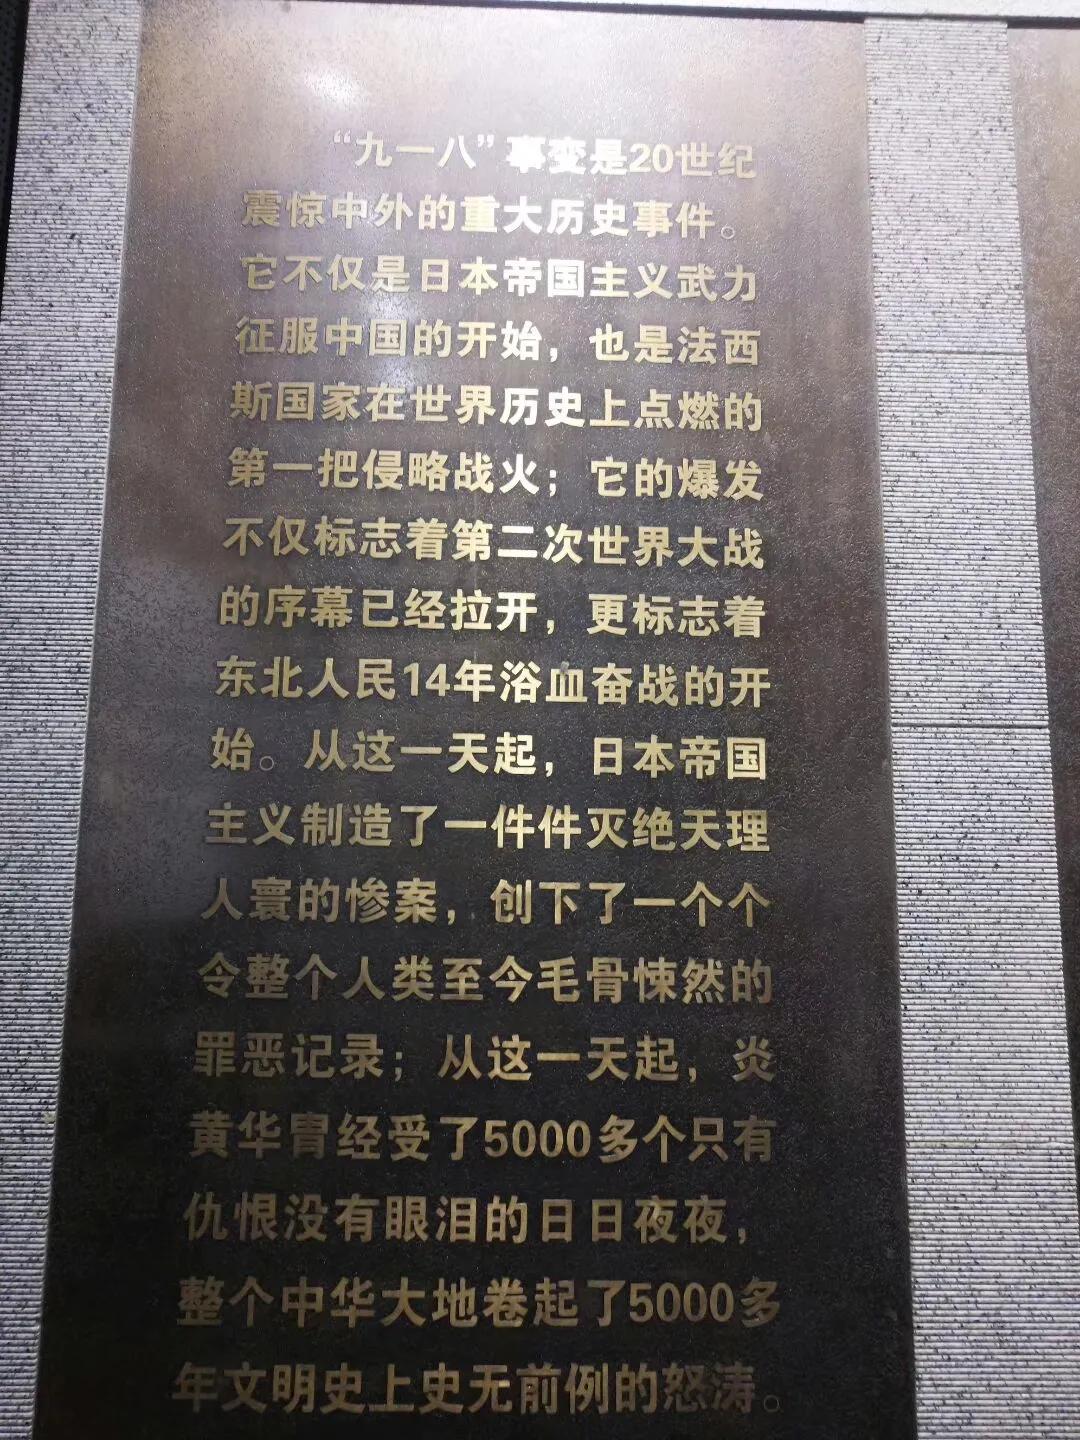 “九一八”事变是20世纪
震惊中外的重大历史事件。
它不仅是日本帝国主义武力
征服中国的开始，也是法西
斯国家在世界历史上点燃的
第一把侵略战火；它的爆发
不仅标志着第二次世界大战
的序幕已经拉开，更标志着
东北人民14年浴血奋战的开
始。从这一天起，日本帝国
主义制造了一件件灭绝天理
人寰的惨案，创下了一个个
令整个人类至今毛骨悚然的
罪恶记录；从这一天起，炎
黄华胄经受了5000多个只有
仇恨没有眼泪的日日夜夜，
整个中华大地卷起了5000多
年文明史上史无前例的怒涛。